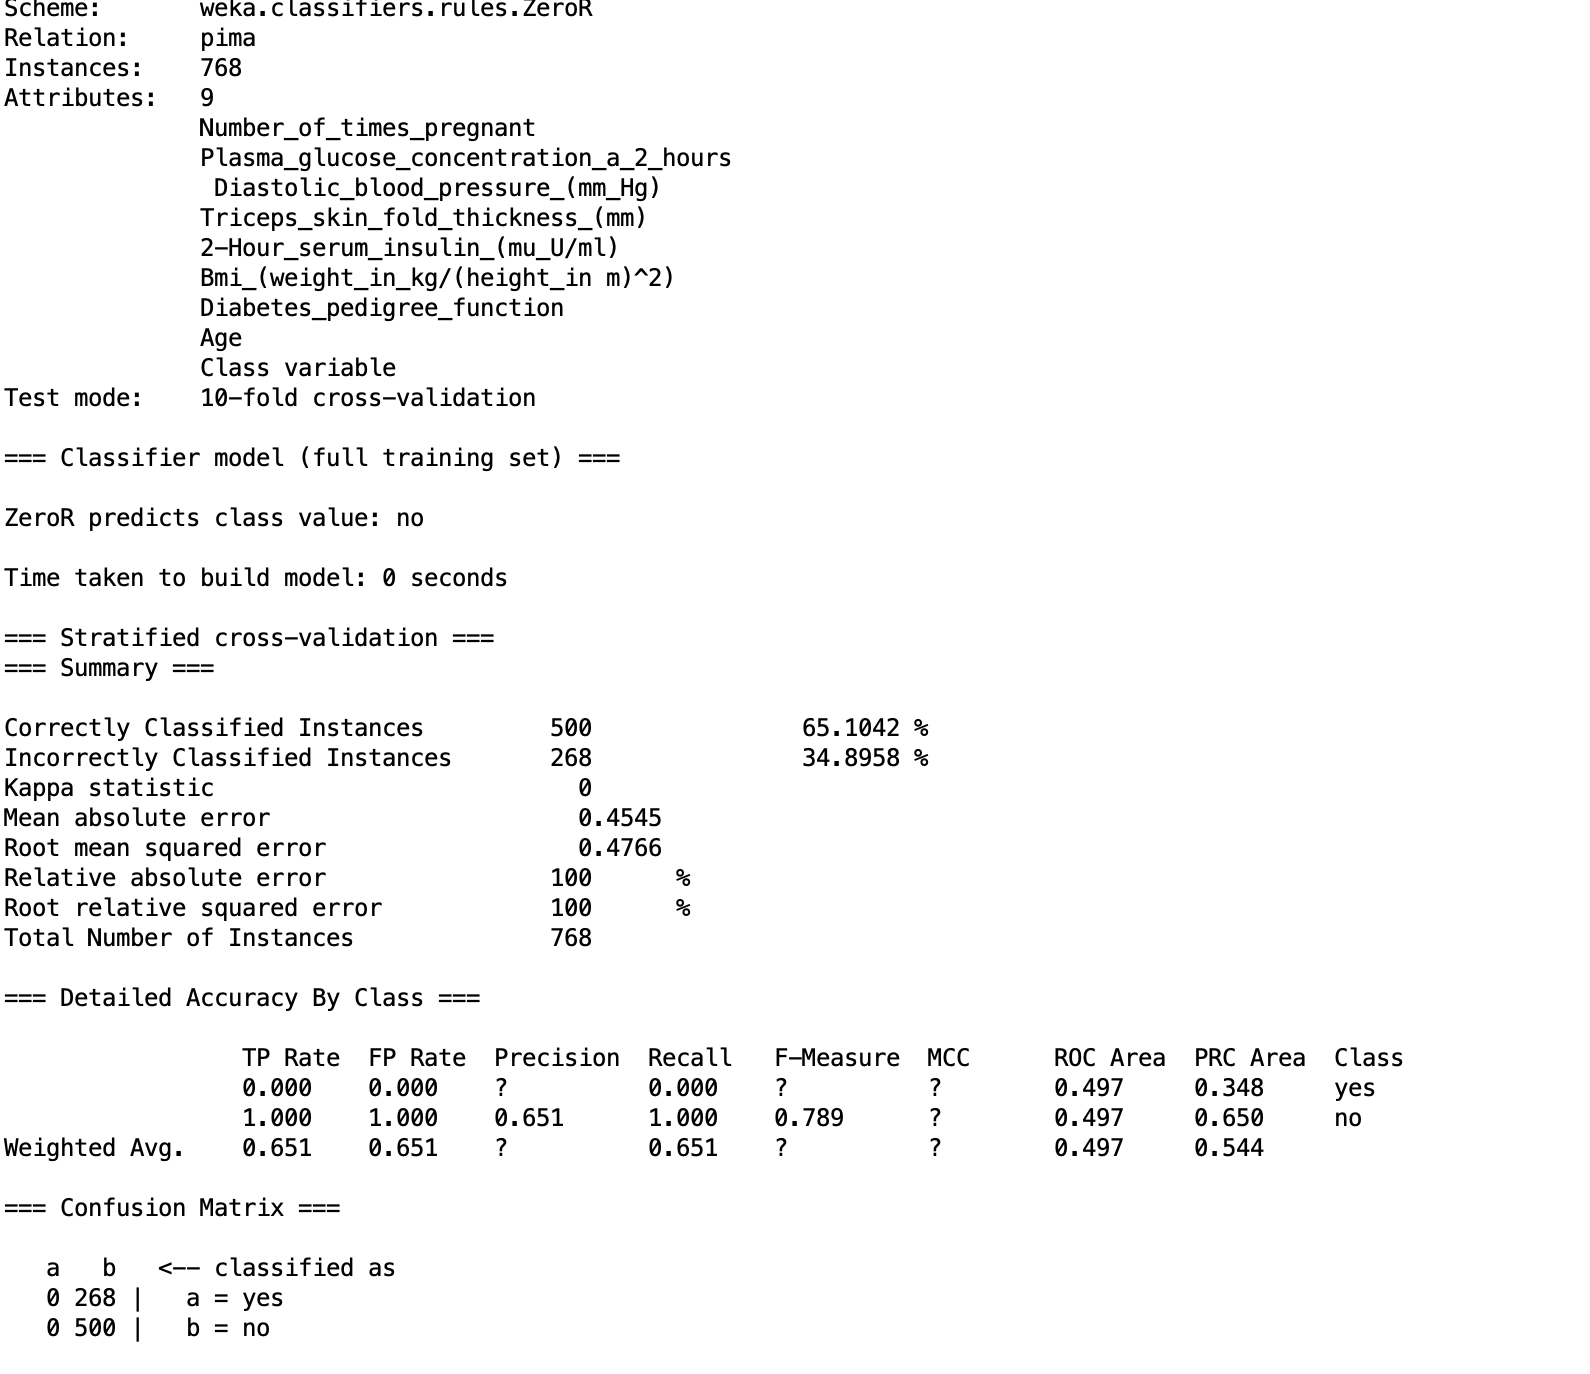 Scheme:       weka.classifiers.rules.ZeroR
Relation:     pima
Instances:    768
Attributes:   9
              Number_of_times_pregnant
              Plasma_glucose_concentration_a_2_hours
               Diastolic_blood_pressure_(mm_Hg)
              Triceps_skin_fold_thickness_(mm)
              2-Hour_serum_insulin_(mu_U/ml)
              Bmi_(weight_in_kg/(height_in m)^2)
              Diabetes_pedigree_function
              Age
              Class variable
Test mode:    10-fold cross-validation

=== Classifier model (full training set) ===

ZeroR predicts class value: no

Time taken to build model: 0 seconds

=== Stratified cross-validation ===
=== Summary ===

Correctly Classified Instances         500               65.1042 %
Incorrectly Classified Instances       268               34.8958 %
Kappa statistic                          0
Mean absolute error                      0.4545
Root mean squared error                  0.4766
Relative absolute error                100      %
Root relative squared error            100      %
Total Number of Instances              768

=== Detailed Accuracy By Class ===

                 TP Rate  FP Rate  Precision  Recall   F-Measure  MCC      ROC Area  PRC Area  Class
                 0.000    0.000    ?          0.000    ?          ?        0.497     0.348     yes
                 1.000    1.000    0.651      1.000    0.789      ?        0.497     0.650     no
Weighted Avg.    0.651    0.651    ?          0.651    ?          ?        0.497     0.544

=== Confusion Matrix ===

   a   b   <-- classified as
   0 268 |   a = yes
   0 500 |   b = no